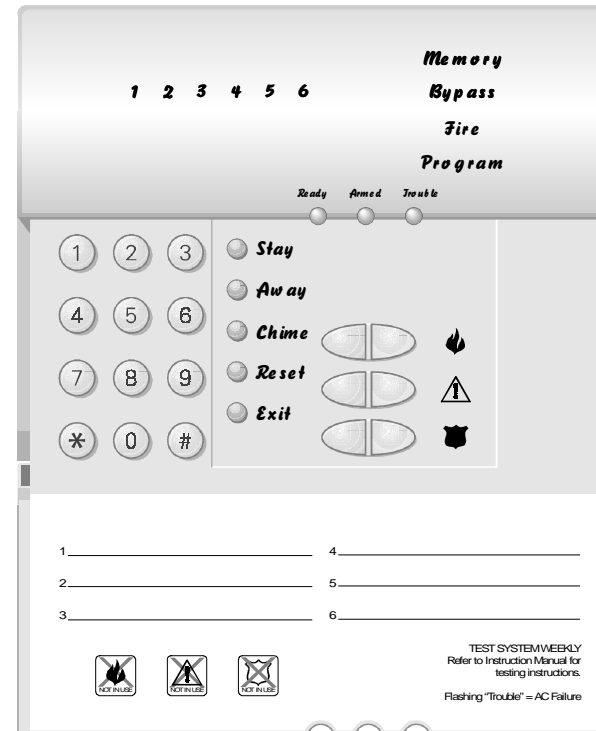 Memory
1 2 3 4 5 6 Bypass
Fire
Program
Ready Armed Trouble
1 2 3 Stay
Away
4 5 6 Chime
7 8 9 Reset
* 0 # Exit
1 4
2 5
3 6
NOT IN USE NOT IN USE NOT IN USE
TEST SYSTEM WEEKLY
Refer to Instruction Manual for
testing instructions.
Flashing “Trouble” = AC Failure